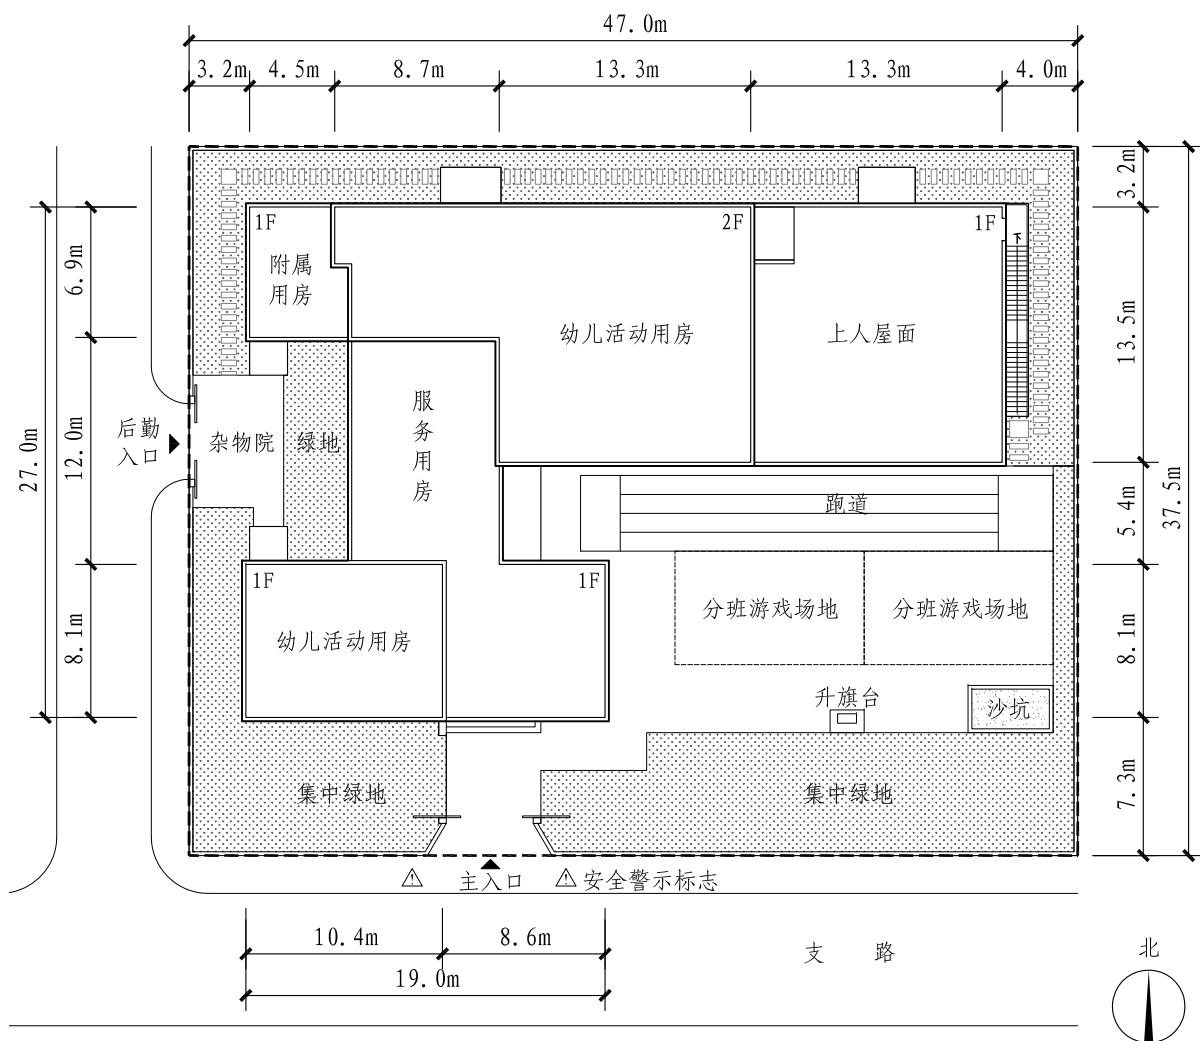 47.0m
3.2m 4.5m 8.7m 13.3m 13.3m 4.0m
3.2m
1F
2F
1F
下
附属
用房
6.9m
幼儿活动用房
上人屋面
13.5m
服
务
用
房
后勤
入口
杂物院
绿地
12.0m
27.0m
跑道
5.4m
37.5m
1F
1F
分班游戏场地
分班游戏场地
幼儿活动用房
8.1m
8.1m
升旗台
沙坑
集中绿地
集中绿地
7.3m
主入口
安全警示标志
10.4m
8.6m
19.0m
支 路
北